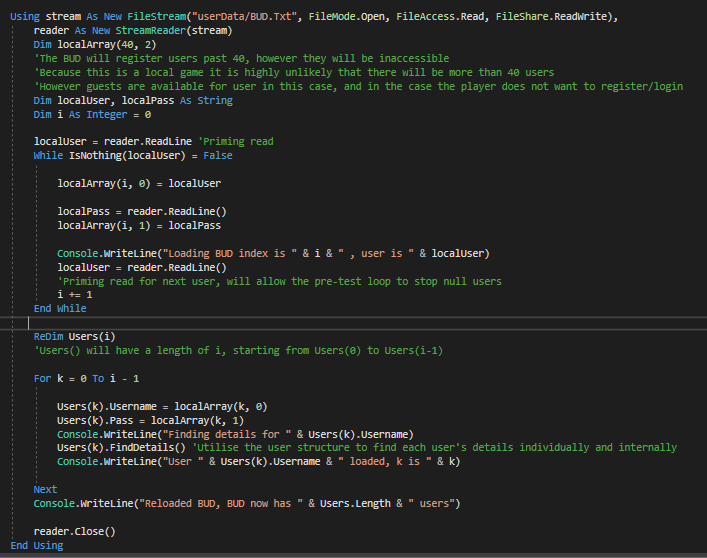 Using stream As New FileStream("userData/BUD.Txt", FileMode.Open, FileAccess.Read, FileShare.ReadWrite),
reader As New StreamReader(stream)
Dim localArray(40, 2)
'The BUD will register users past 40, however they will be inaccessible
'Because this is a local game it is highly unlikely that there will be more than 40 users
'However guests are available for user in this case, and in the case the player does not want to register/login
Dim localUser, localPass As String
Dim i As Integer = 0
localUser = reader.ReadLine 'Priming read
While IsNothing(localUser) = False
localArray(i, 0) = localUser
localPass = reader.ReadLine()
localArray(i, 1) = localPass
Console.WriteLine("Loading BUD index is " & i & " , user is " & localUser)
localUser = reader.ReadLine()
'Priming read for next user, will allow the pre-test loop to stop null users
i += 1
End While
ReDim Users(i)
'Users() will have a length of i, starting from Users(0) to Users(i-1)
For k = 0 To i - 1
Users(k).Username = localArray(k, 0)
Users(k).Pass = localArray(k, 1)
Console.WriteLine("Finding details for " & Users(k).Username)
Users(k).FindDetails() 'Utilise the user structure to find each user's details individually and internally
Console.WriteLine("User " & Users(k).Username & " loaded, k is " & k)
Next
Console.WriteLine("Reloaded BUD, BUD now has " & Users.Length & " users")
reader.Close()
End Using